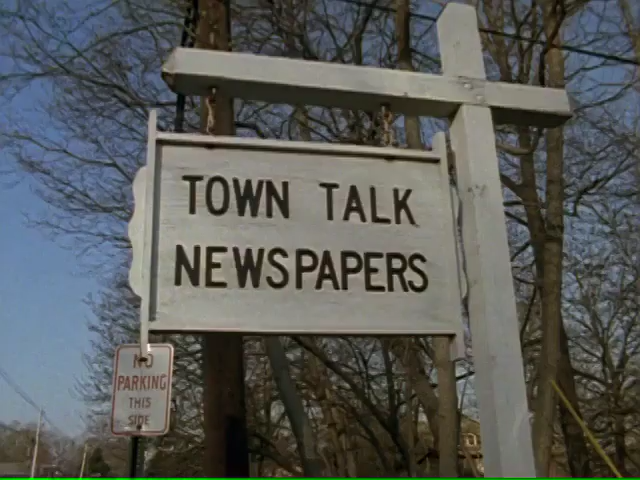 TOWN TALK
NEWSPAPERS
NO
PARKING
THIS
SIDE